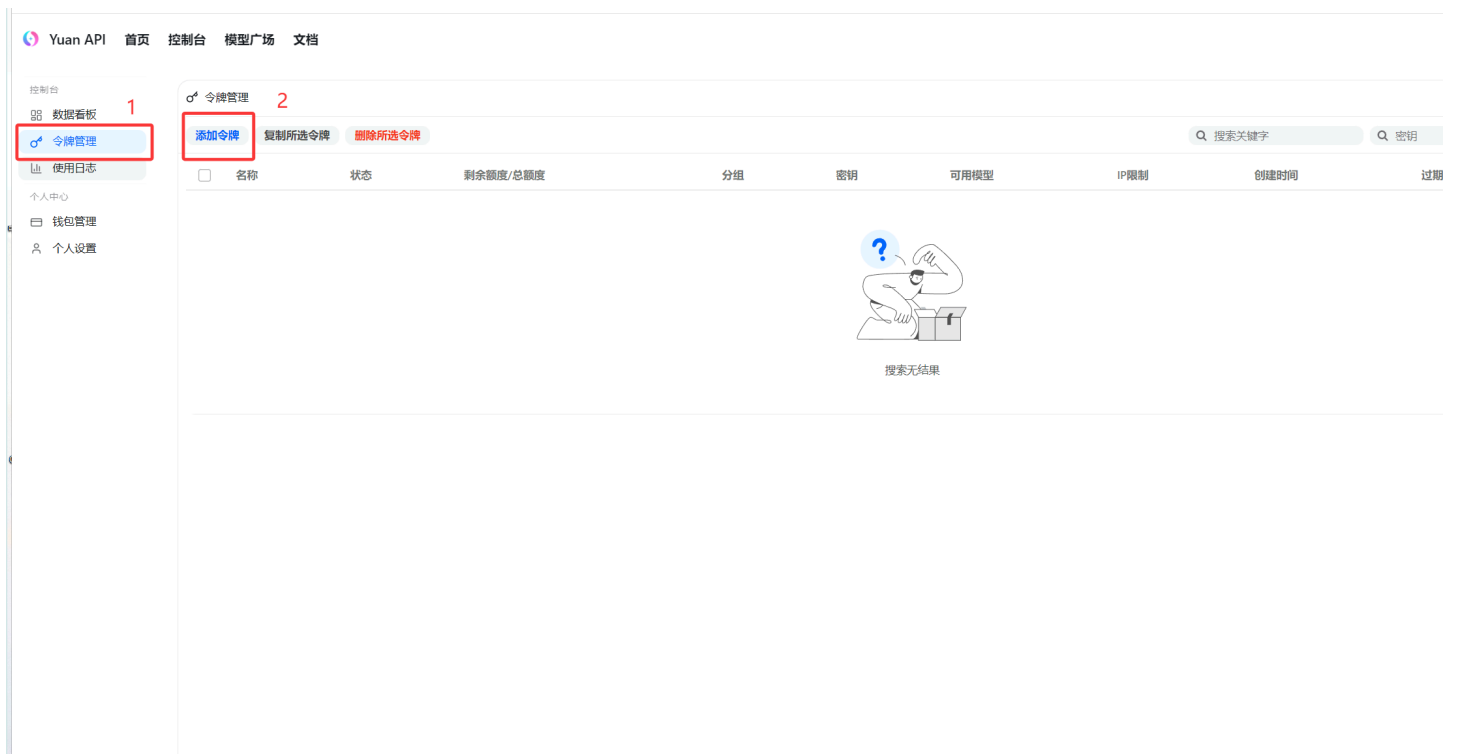 Yuan API 首页 控制台 模型广场 文档
控制台
数据看板
1
令牌管理
使用日志
个人中心
钱包管理
个人设置
令牌管理
2
添加令牌 复制所选令牌 删除所选令牌 搜索关键字 密钥
名称 状态 剩余额度/总额度 分组 密钥 可用模型 IP限制 创建时间 过期
?
搜索无结果